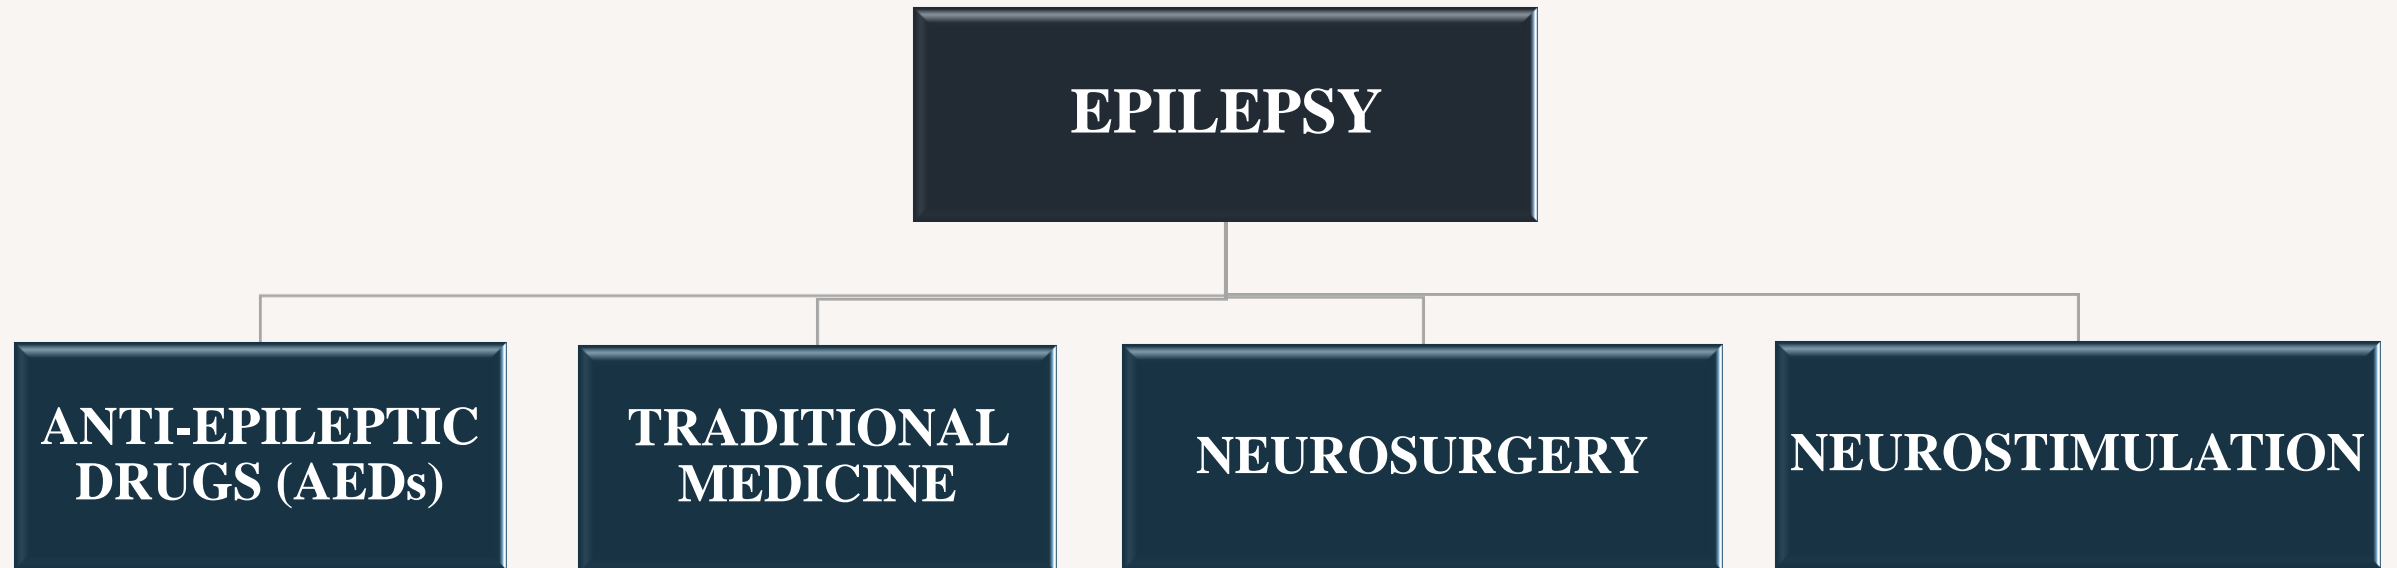 EPILEPSY
ANTI-EPILEPTIC
DRUGS (AEDs)
TRADITIONAL
MEDICINE
NEUROSURGERY
NEUROSTIMULATION